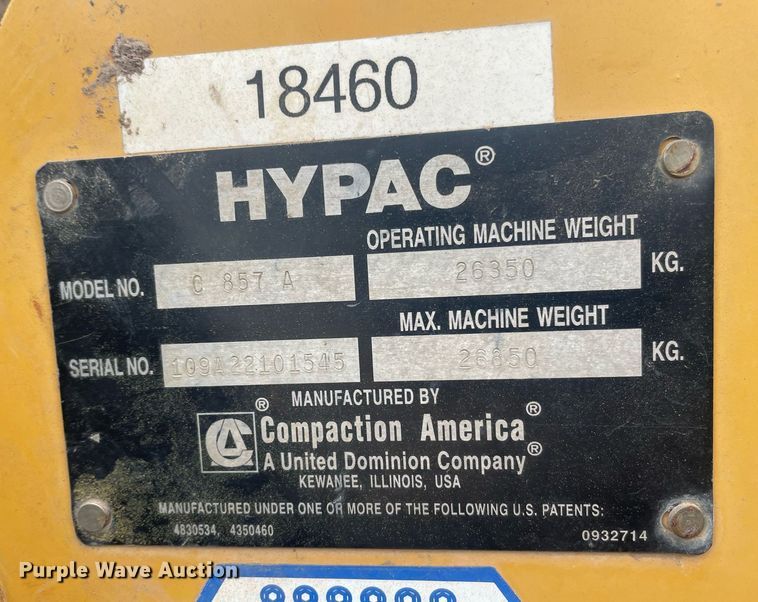 18460
HYPAC®
OPERATING MACHINE WEIGHT
MODEL NO. C 857 A 26350 KG.
MAX. MACHINE WEIGHT
SERIAL NO. 109A22101545 26850 KG.
MANUFACTURED BY
CA® Compaction America®
A United Dominion Company®
KEWANEE, ILLINOIS, USA
MANUFACTURED UNDER ONE OR MORE OF THE FOLLOWING U.S. PATENTS:
4830534, 4350460 0932714
Purple Wave Auction®